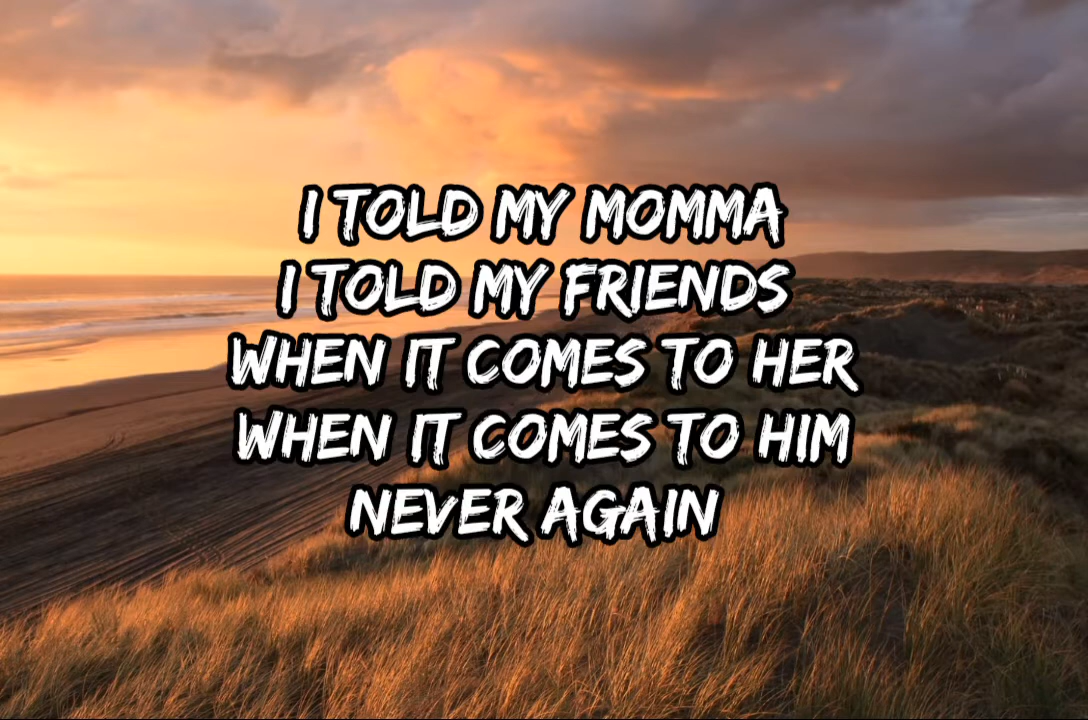 I TOLD MY MOMMA
I TOLD MY FRIENDS
WHEN IT COMES TO HER
WHEN IT COMES TO HIM
NEVER AGAIN